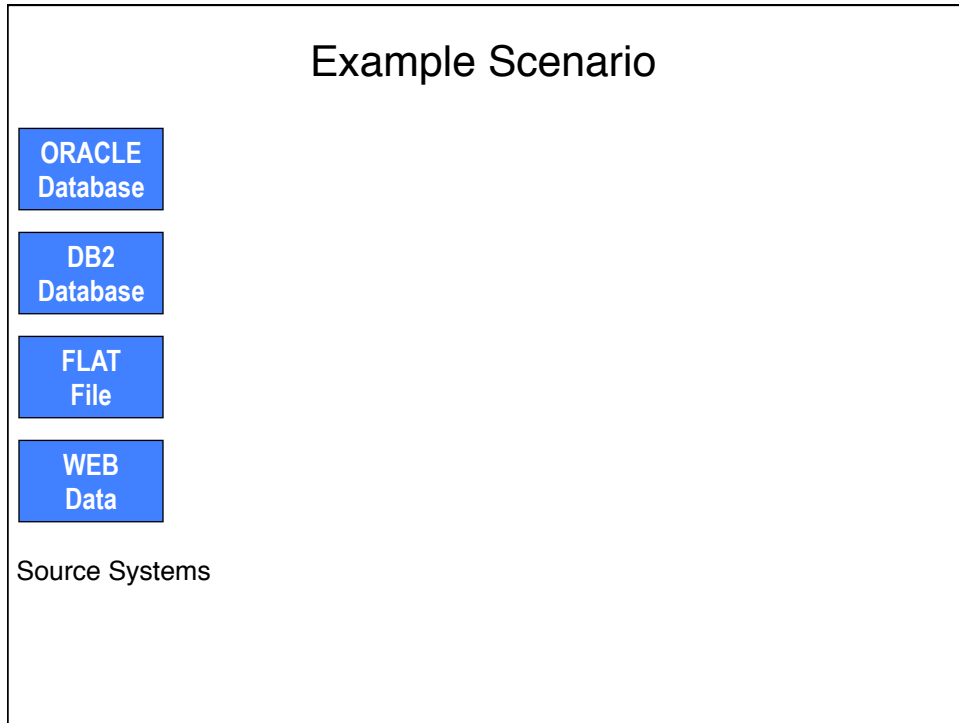 Example Scenario
ORACLE
Database
DB2
Database
FLAT
File
WEB
Data
Source Systems